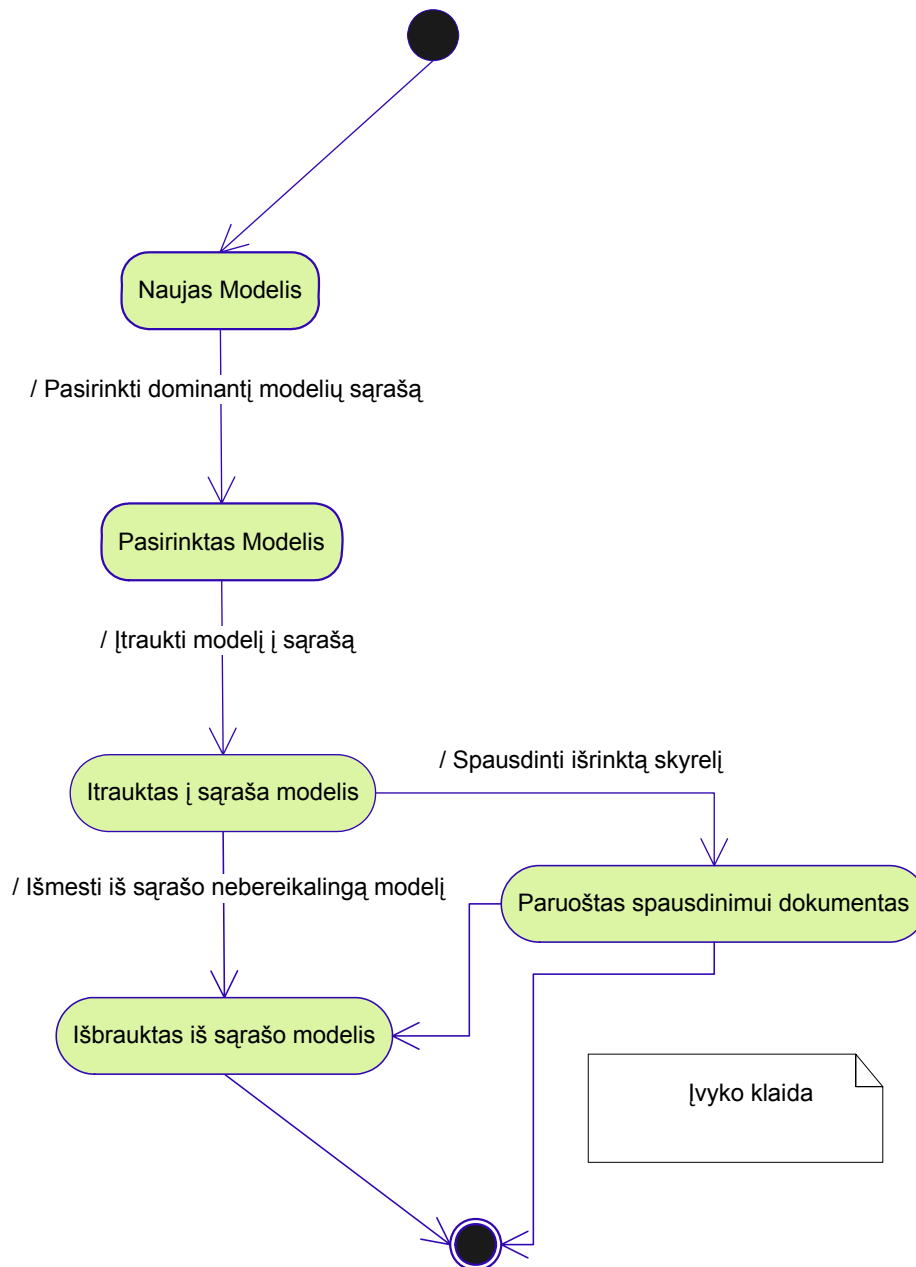 Naujas Modelis
/ Pasirinkti dominantį modelių sąrašą
Pasirinktas Modelis
/ Įtraukti modelį į sąrašą
/ Spausdinti išrinktą skyrelį
Itrauktas į sąraša modelis
/ Išmesti iš sąrašo nebereikalingą modelį
Paruoštas spausdinimui dokumentas
Išbrauktas iš sąrašo modelis
Įvyko klaida